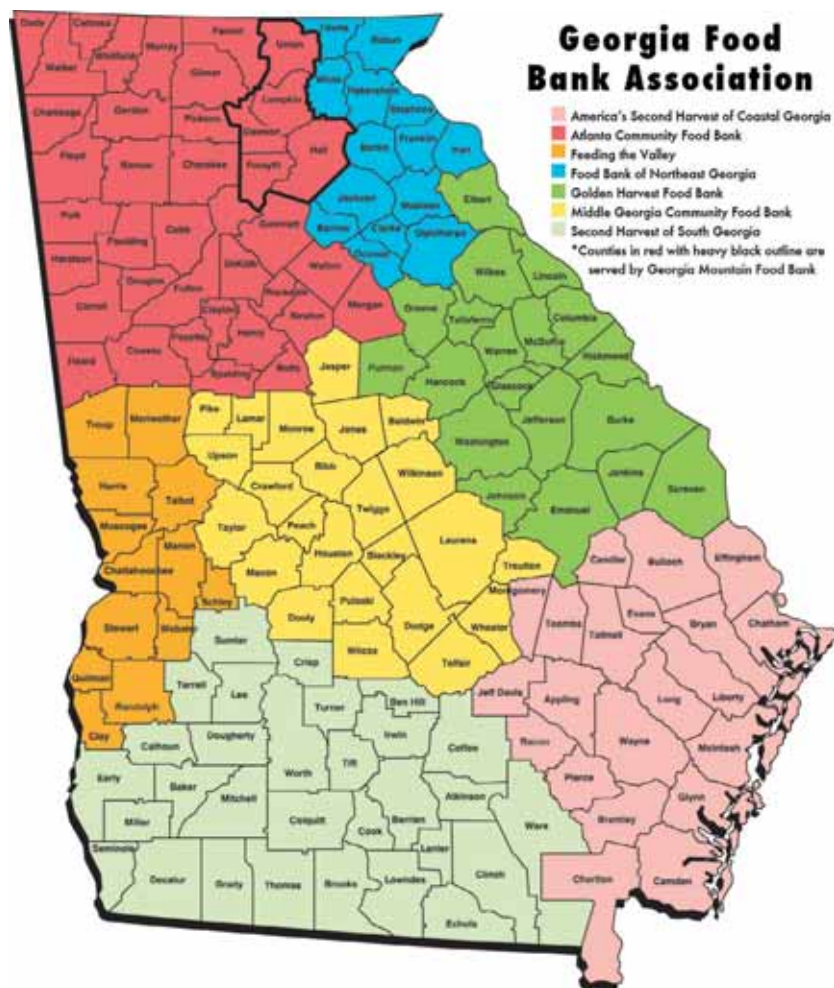 Georgia Food
Bank Association
America's Second Harvest of Coastal Georgia
Atlanta Community Food Bank
Feeding the Valley
Food Bank of Northeast Georgia
Golden Harvest Food Bank
Middle Georgia Community Food Bank
Second Harvest of South Georgia
*Counties in red with heavy black outline are
served by Georgia Mountain Food Bank
Dade
Catoosa
Whitfield
Murray
Fannin
Union
Towns
Rabun
Walker
Gilmer
White
Habersham
Stephens
Lumpkin
Chattooga
Gordon
Pickens
Dawson
Hall
Banks
Franklin
Hart
Floyd
Bartow
Cherokee
Forsyth
Jackson
Madison
Elbert
Polk
Paulding
Cobb
Gwinnett
Barrow
Clarke
Oglethorpe
Oconee
Haralson
Douglas
Fulton
DeKalb
Walton
Wilkes
Lincoln
Carroll
Clayton
Rockdale
Newton
Morgan
Greene
Taliaferro
Columbia
McDuffie
Heard
Coweta
Fayette
Henry
Spalding
Butts
Jasper
Putnam
Hancock
Warren
Glascock
Richmond
Troup
Meriwether
Pike
Lamar
Monroe
Jones
Baldwin
Washington
Jefferson
Burke
Upson
Bibb
Wilkinson
Jenkins
Screven
Harris
Talbot
Crawford
Twiggs
Johnson
Emanuel
Muscogee
Taylor
Peach
Houston
Bleckley
Laurens
Treutlen
Candler
Bulloch
Effingham
Chattahoochee
Marion
Macon
Schley
Pulaski
Dodge
Montgomery
Wheeler
Toombs
Tattnall
Evans
Bryan
Chatham
Stewart
Webster
Sumter
Dooly
Wilcox
Telfair
Quitman
Randolph
Terrell
Lee
Crisp
Turner
Ben Hill
Jeff Davis
Appling
Long
Liberty
Clay
Calhoun
Dougherty
Worth
Tift
Irwin
Coffee
Bacon
Wayne
McIntosh
Early
Baker
Mitchell
Colquitt
Cook
Berrien
Atkinson
Pierce
Glynn
Miller
Ware
Brantley
Seminole
Decatur
Grady
Thomas
Brooks
Lowndes
Lanier
Clinch
Echols
Charlton
Camden